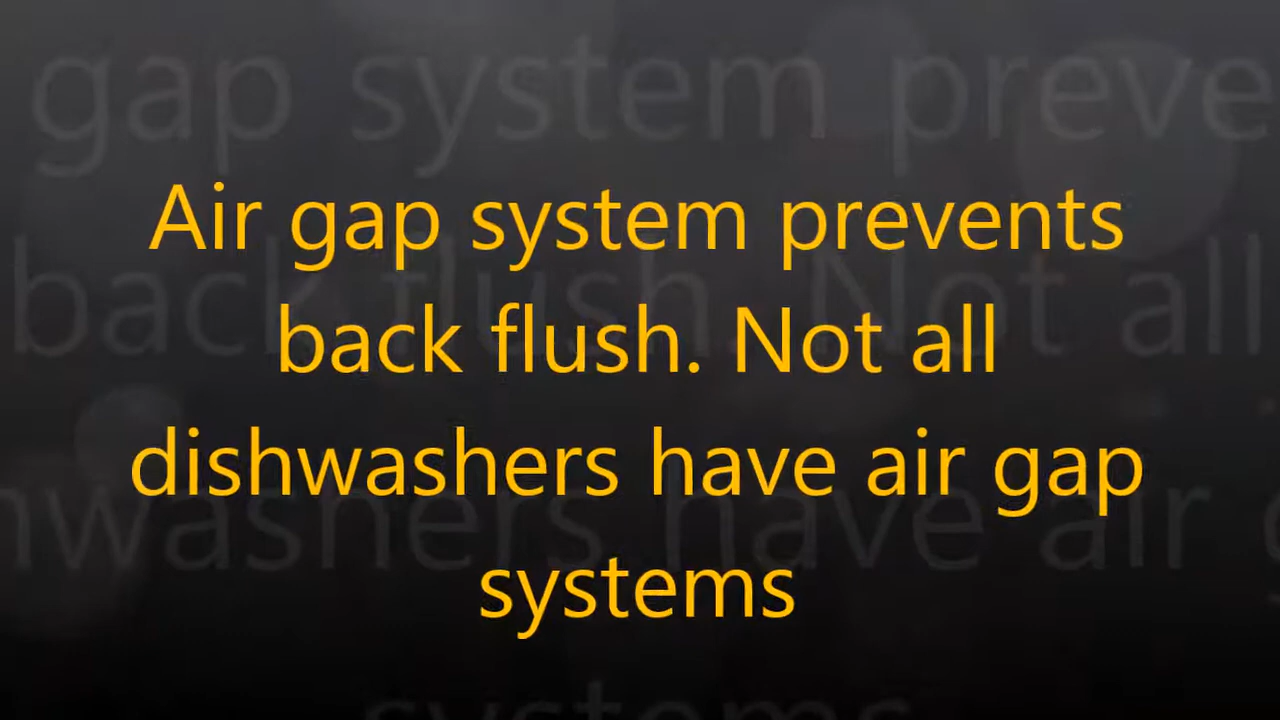 Air gap system prevents
back flush. Not all
dishwashers have air gap
systems